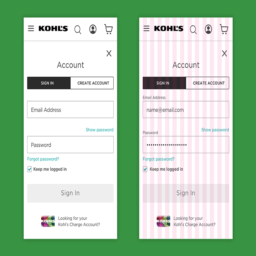 KOHL'S
X
Account
SIGN IN
CREATE ACCOUNT
Email Address
Show password
Password
Forgot password?
Keep me logged in
Sign In
Looking for your
Kohl's Charge Account?
KOHL'S
X
Account
SIGN IN
CREATE ACCOUNT
Email Address
name@email.com
Show password
Password
••••••••••••••••••••
Forgot password?
Keep me logged in
Sign In
Looking for your
Kohl's Charge Account?